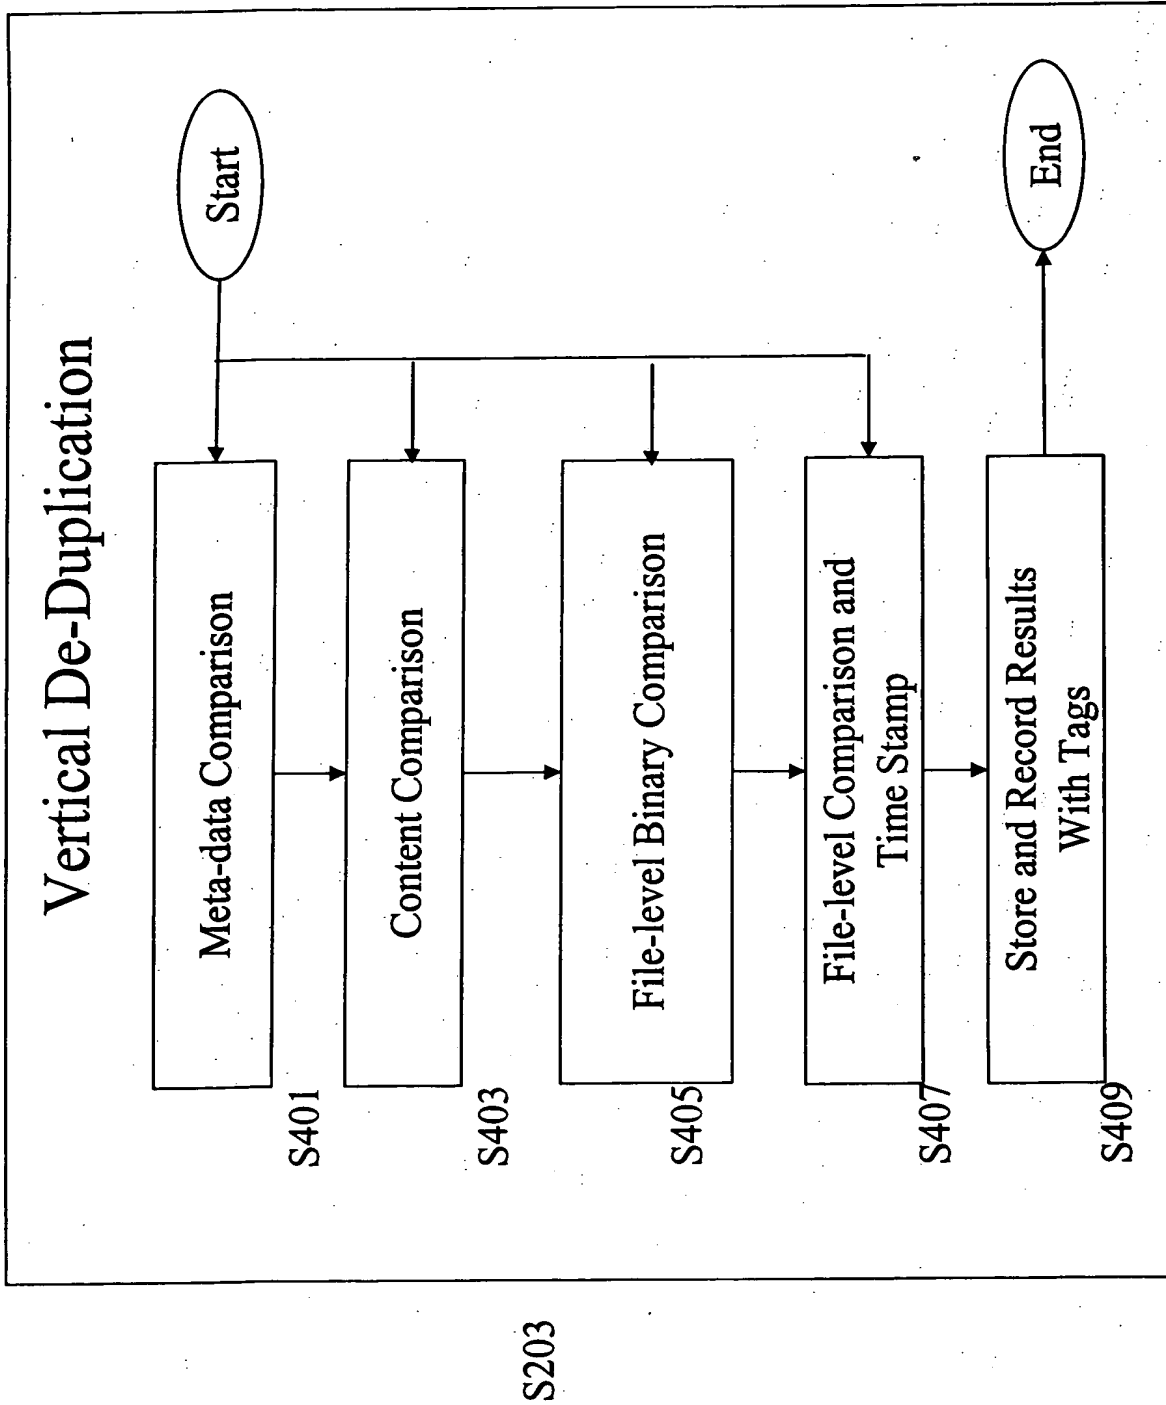 Vertical De-Duplication
Start
Meta-data Comparison
S401
Content Comparison
S403
File-level Binary Comparison
S405
File-level Comparison and
Time Stamp
S407
Store and Record Results
With Tags
S409
End
S203